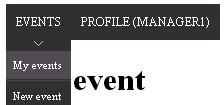 EVENTS PROFILE (MANAGER1)
My events
event
New event